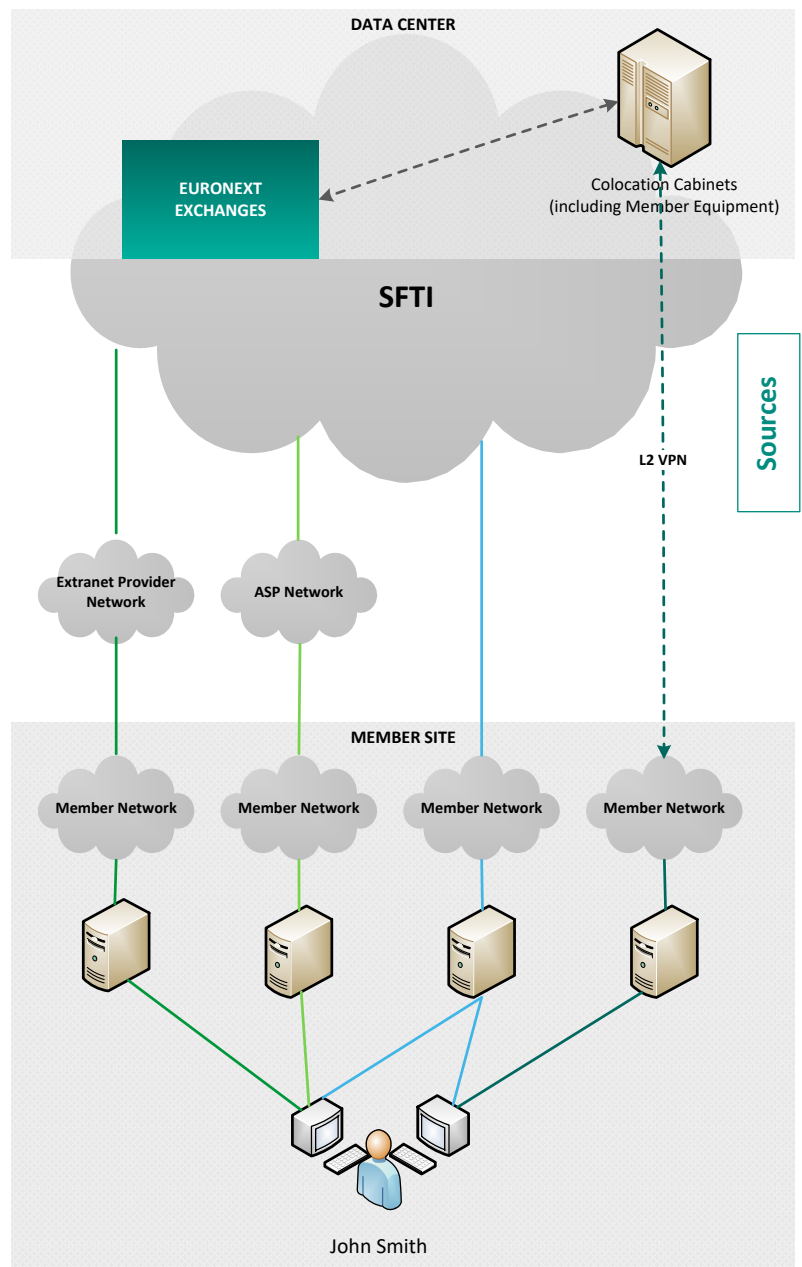 DATA CENTER
EURONEXT
EXCHANGES
Colocation Cabinets
(including Member Equipment)
SFTI
Sources
L2 VPN
Extranet Provider
Network
ASP Network
MEMBER SITE
Member Network
Member Network
Member Network
Member Network
John Smith